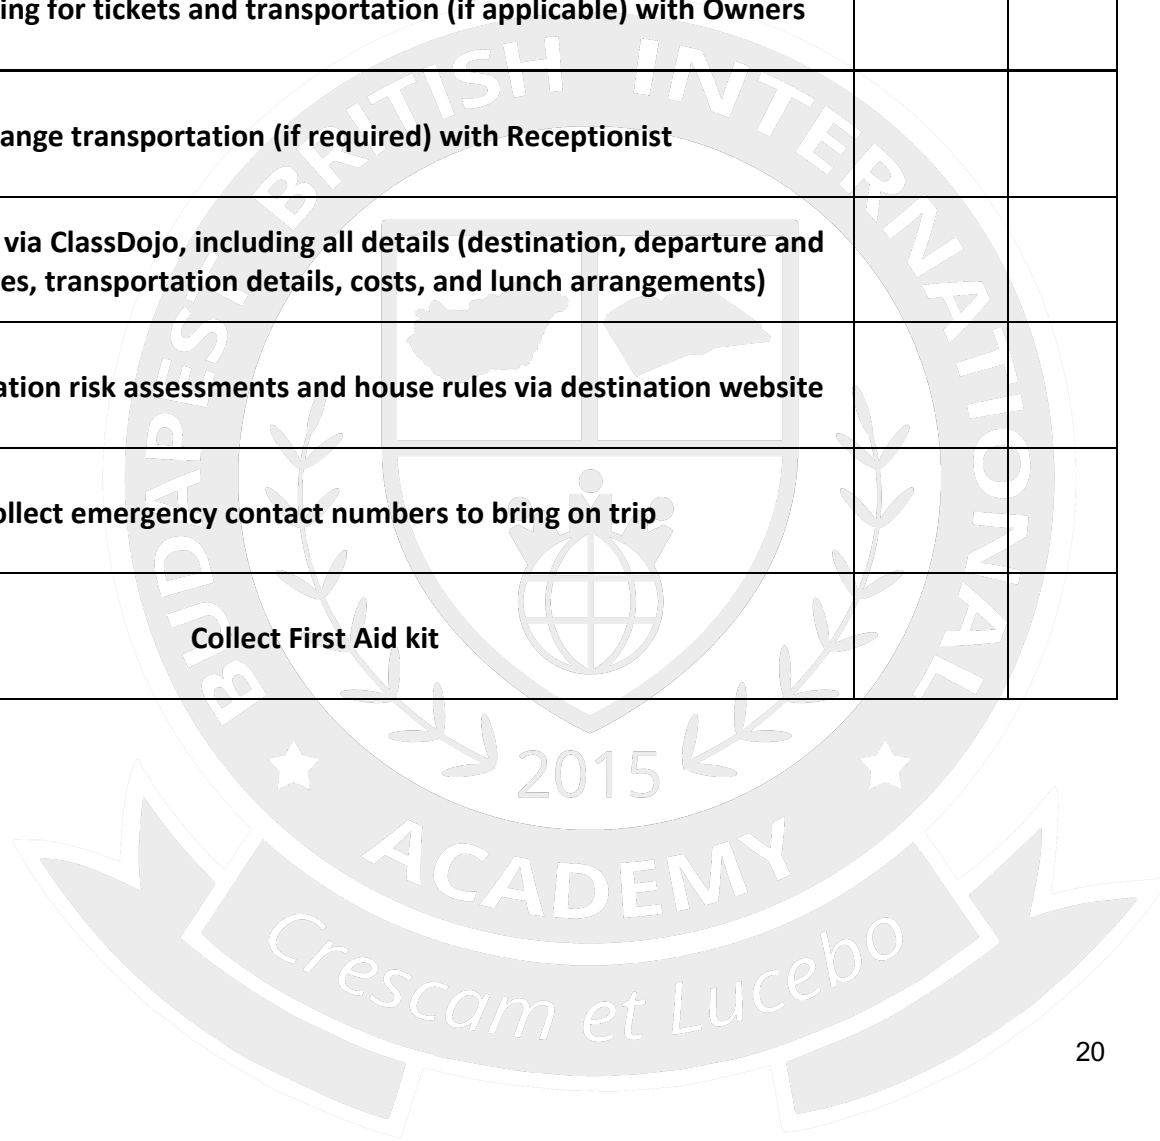 ing for tickets and transportation (if applicable) with Owners
ange transportation (if required) with Receptionist
via ClassDojo, including all details (destination, departure and
es, transportation details, costs, and lunch arrangements)
ation risk assessments and house rules via destination website
ollect emergency contact numbers to bring on trip
Collect First Aid kit
BUDAPEST BRITISH INTERNATIONAL
2015
ACADEMY
Crescam et Lucebo
20